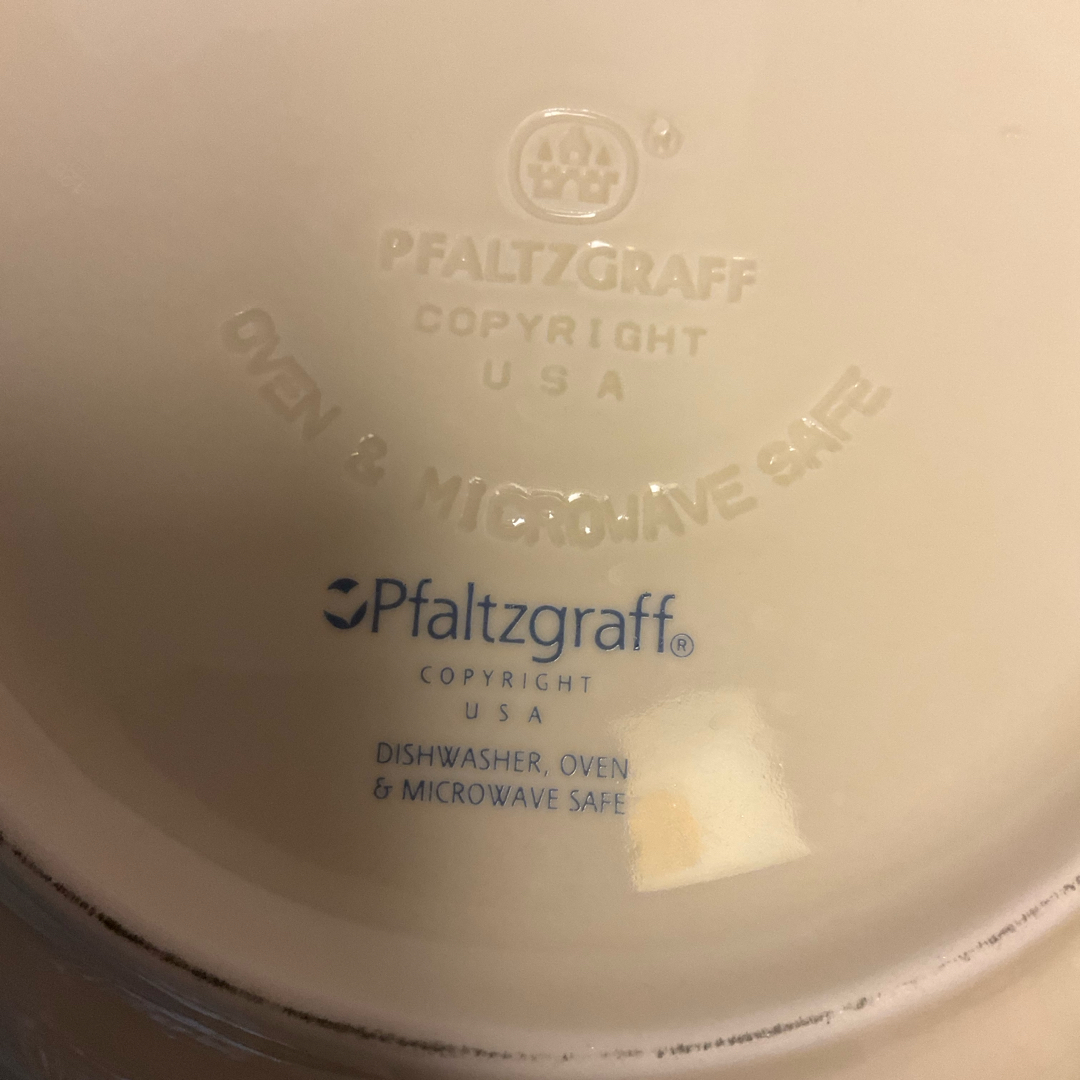 PFALTZGRAFF
COPYRIGHT
USA
OVEN & MICROWAVE SAFE
Pfaltzgraff®
COPYRIGHT
USA
DISHWASHER, OVEN
& MICROWAVE SAFE